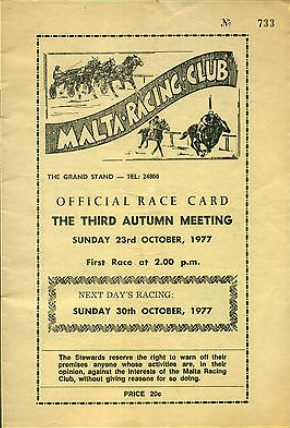 No 733
MALTA·RACING·CLUB
THE GRAND STAND — TEL: 24800
OFFICIAL RACE CARD
THE THIRD AUTUMN MEETING
SUNDAY 23rd OCTOBER, 1977
First Race at 2.00 p.m.
NEXT DAY'S RACING:
SUNDAY 30th OCTOBER, 1977
The Stewards reserve the right to warn off their
premises anyone whose activities are, in their
opinion, against the interests of the Malta Racing
Club, without giving reasons for so doing.
PRICE 20c